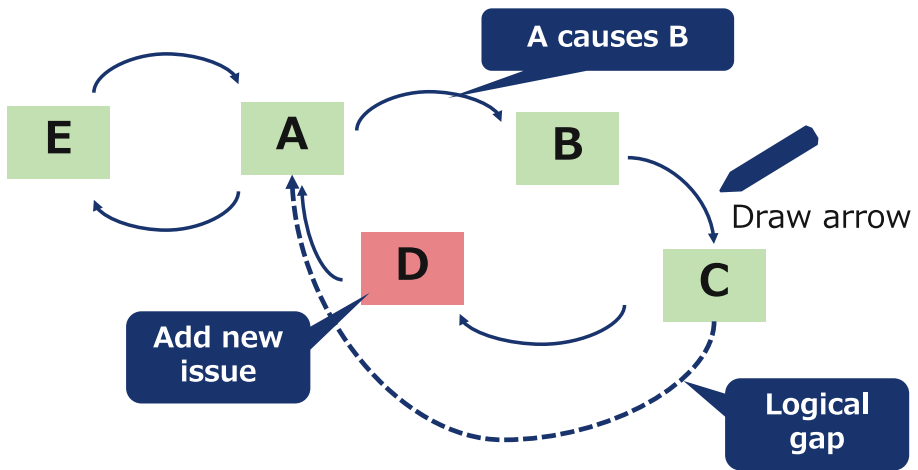 A causes B
E
A
B
Draw arrow
D
C
Add new
issue
Logical
gap